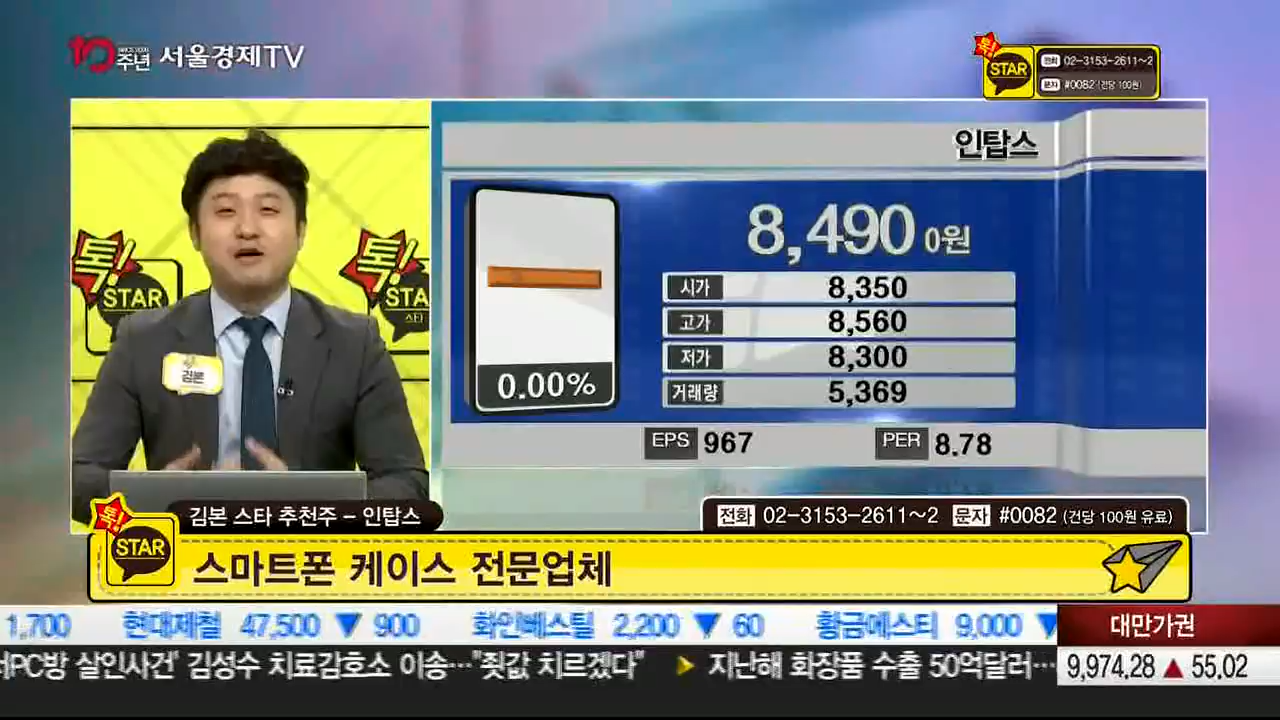 10주년 서울경제TV
톡! STAR
전화 02-3153-2611~2
문자 #0082 (건당 100원)
인탑스
8,490 0원
0.00%
시가 8,350
고가 8,560
저가 8,300
거래량 5,369
EPS 967 PER 8.78
톡! STAR
톡! STA
스타
김본
김본 스타 추천주 - 인탑스
전화 02-3153-2611~2 문자 #0082 (건당 100원 유료)
톡! STAR
스마트폰 케이스 전문업체
1,700 현대제철 47,500 ▼ 900 화인베스틸 2,200 ▼ 60 황금에스티 9,000 ▼
대만가권
PC방 살인사건' 김성수 치료감호소 이송…"죗값 치르겠다" ▶ 지난해 화장품 수출 50억달러…
9,974.28 ▲ 55.02